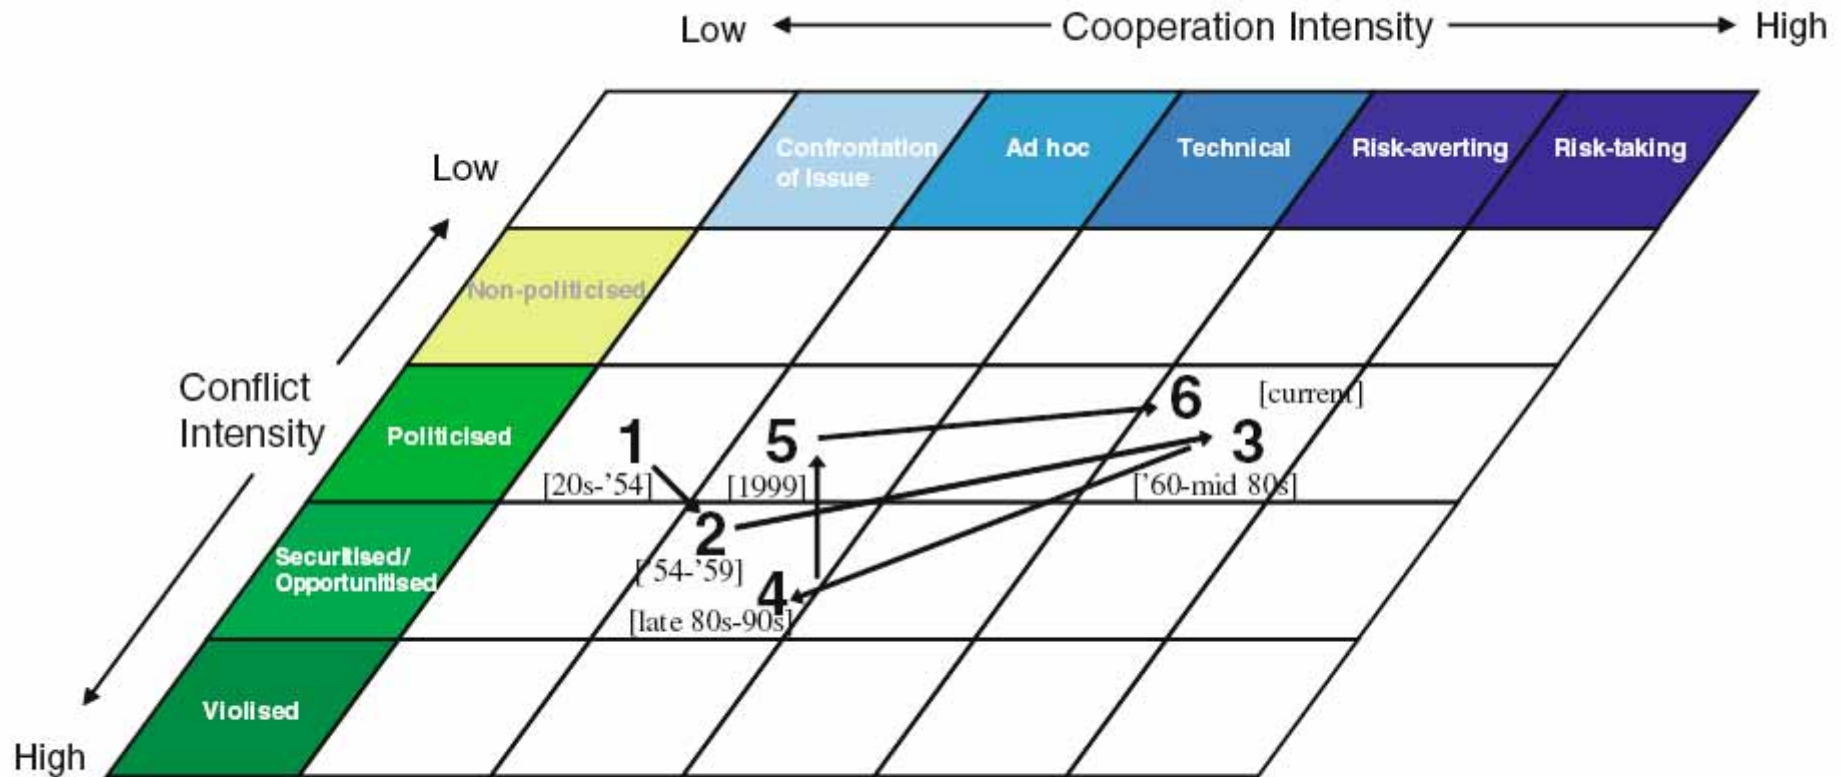 Low Cooperation Intensity High
Confrontation
of issue
Ad hoc
Technical
Risk-averting
Risk-taking
Low
Non-politicised
Conflict
Intensity
Politicised
1
[20s-'54]
5
[1999]
6
[current]
3
['60-mid 80s]
Securitised/
Opportunitised
2
['54-'59]
4
[late 80s-90s]
Violised
High